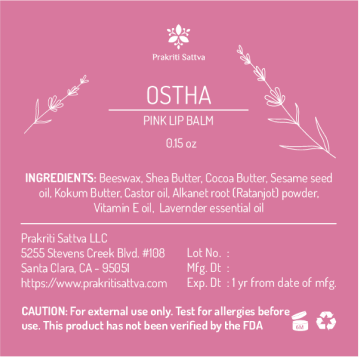 Prakriti Sattva
OSTHA
PINK LIP BALM
0.15 oz
INGREDIENTS: Beeswax, Shea Butter, Cocoa Butter, Sesame seed
oil, Kokum Butter, Castor oil, Alkanet root (Ratanjot) powder,
Vitamin E oil, Lavernder essential oil
Prakriti Sattva LLC
5255 Stevens Creek Blvd. #108
Santa Clara, CA - 95051
https://www.prakritisattva.com
Lot No. :
Mfg. Dt :
Exp. Dt : 1 yr from date of mfg.
CAUTION: For external use only. Test for allergies before
use. This product has not been verified by the FDA
6M